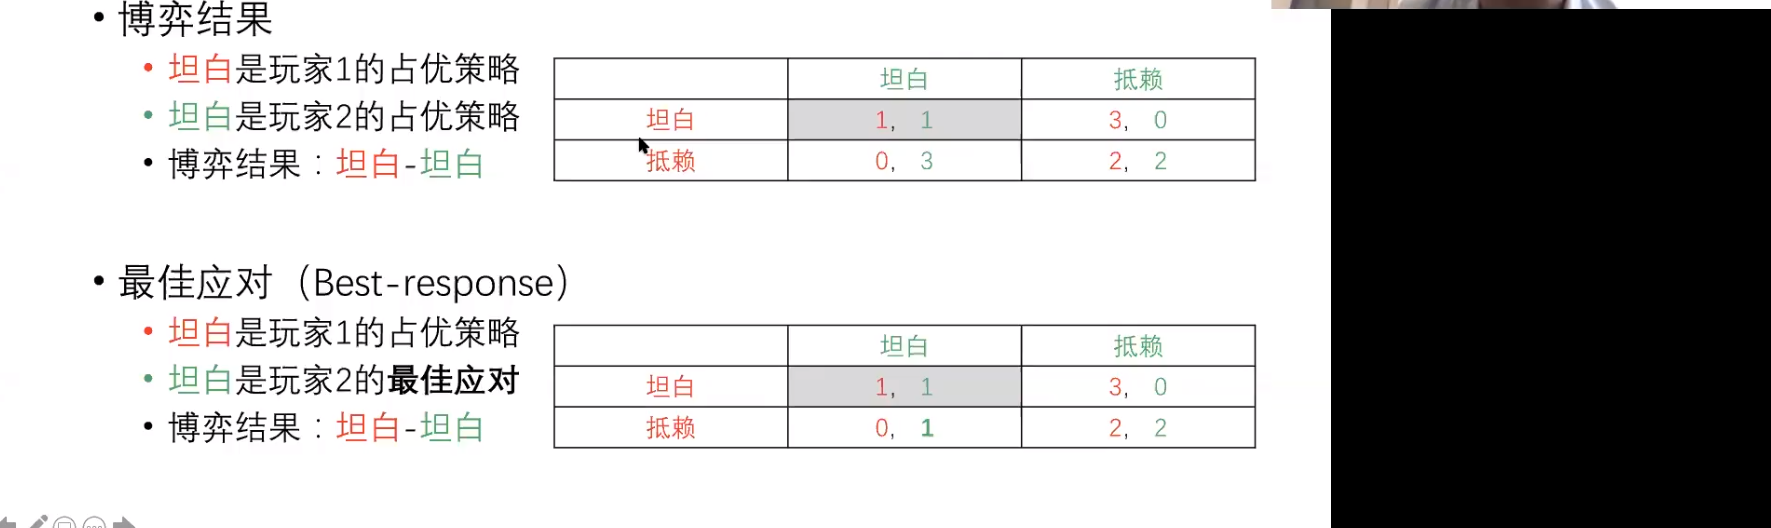 • 博弈结果
• 坦白是玩家1的占优策略
• 坦白是玩家2的占优策略
• 博弈结果：坦白-坦白
坦白 抵赖
坦白 1, 1 3, 0
抵赖 0, 3 2, 2
• 最佳应对（Best-response）
• 坦白是玩家1的占优策略
• 坦白是玩家2的最佳应对
• 博弈结果：坦白-坦白
坦白 抵赖
坦白 1, 1 3, 0
抵赖 0, 1 2, 2